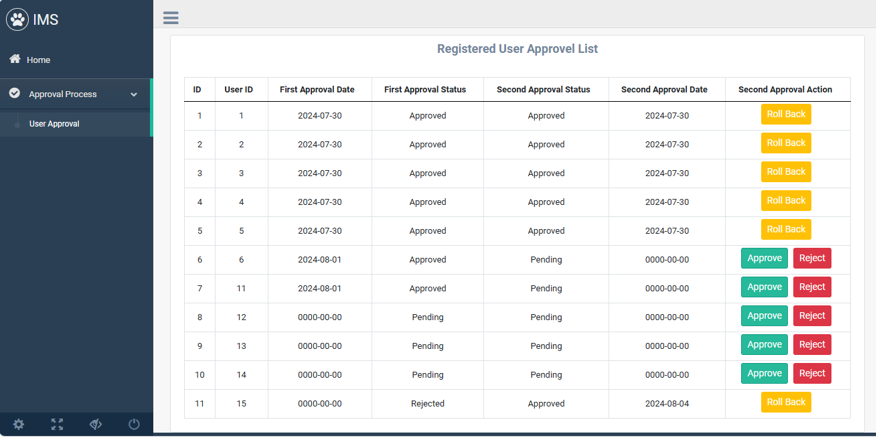 IMS
Home
Approval Process
User Approval
Registered User Approvel List
ID User ID First Approval Date First Approval Status Second Approval Status Second Approval Date Second Approval Action
1 1 2024-07-30 Approved Approved 2024-07-30 Roll Back
2 2 2024-07-30 Approved Approved 2024-07-30 Roll Back
3 3 2024-07-30 Approved Approved 2024-07-30 Roll Back
4 4 2024-07-30 Approved Approved 2024-07-30 Roll Back
5 5 2024-07-30 Approved Approved 2024-07-30 Roll Back
6 6 2024-08-01 Approved Pending 0000-00-00 Approve Reject
7 11 2024-08-01 Approved Pending 0000-00-00 Approve Reject
8 12 0000-00-00 Pending Pending 0000-00-00 Approve Reject
9 13 0000-00-00 Pending Pending 0000-00-00 Approve Reject
10 14 0000-00-00 Pending Pending 0000-00-00 Approve Reject
11 15 0000-00-00 Rejected Approved 2024-08-04 Roll Back